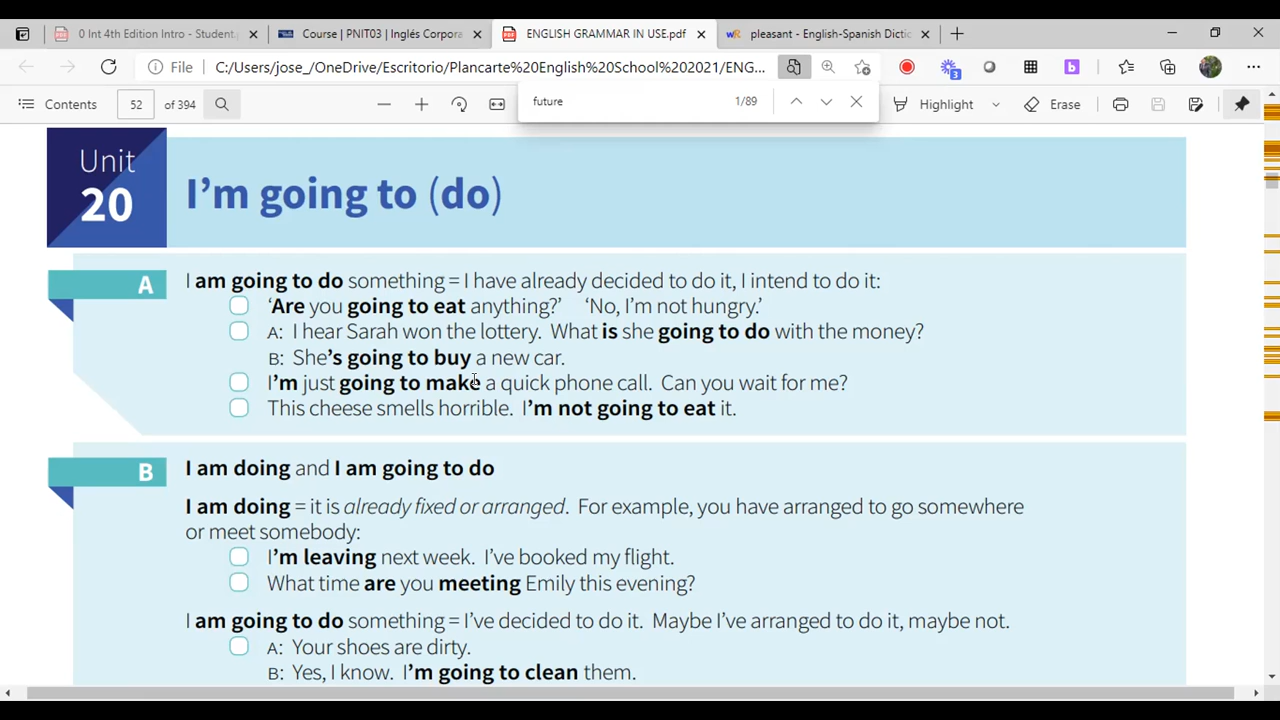 0 Int 4th Edition Intro - Student.
Course | PNIT03 | Inglés Corpora
ENGLISH GRAMMAR IN USE.pdf
pleasant - English-Spanish Dictic
File
C:/Users/jose_/OneDrive/Escritorio/Plancarte%20English%20School%202021/ENG...
3
Contents
52
of 394
future
1/89
Highlight
Erase
Unit
20
I'm going to (do)
A
I am going to do something = I have already decided to do it, I intend to do it:
‘Are you going to eat anything?’ ‘No, I’m not hungry.’
A: I hear Sarah won the lottery. What is she going to do with the money?
B: She’s going to buy a new car.
I’m just going to make a quick phone call. Can you wait for me?
This cheese smells horrible. I’m not going to eat it.
B
I am doing and I am going to do
I am doing = it is already fixed or arranged. For example, you have arranged to go somewhere
or meet somebody:
I’m leaving next week. I’ve booked my flight.
What time are you meeting Emily this evening?
I am going to do something = I’ve decided to do it. Maybe I’ve arranged to do it, maybe not.
A: Your shoes are dirty.
B: Yes, I know. I’m going to clean them.